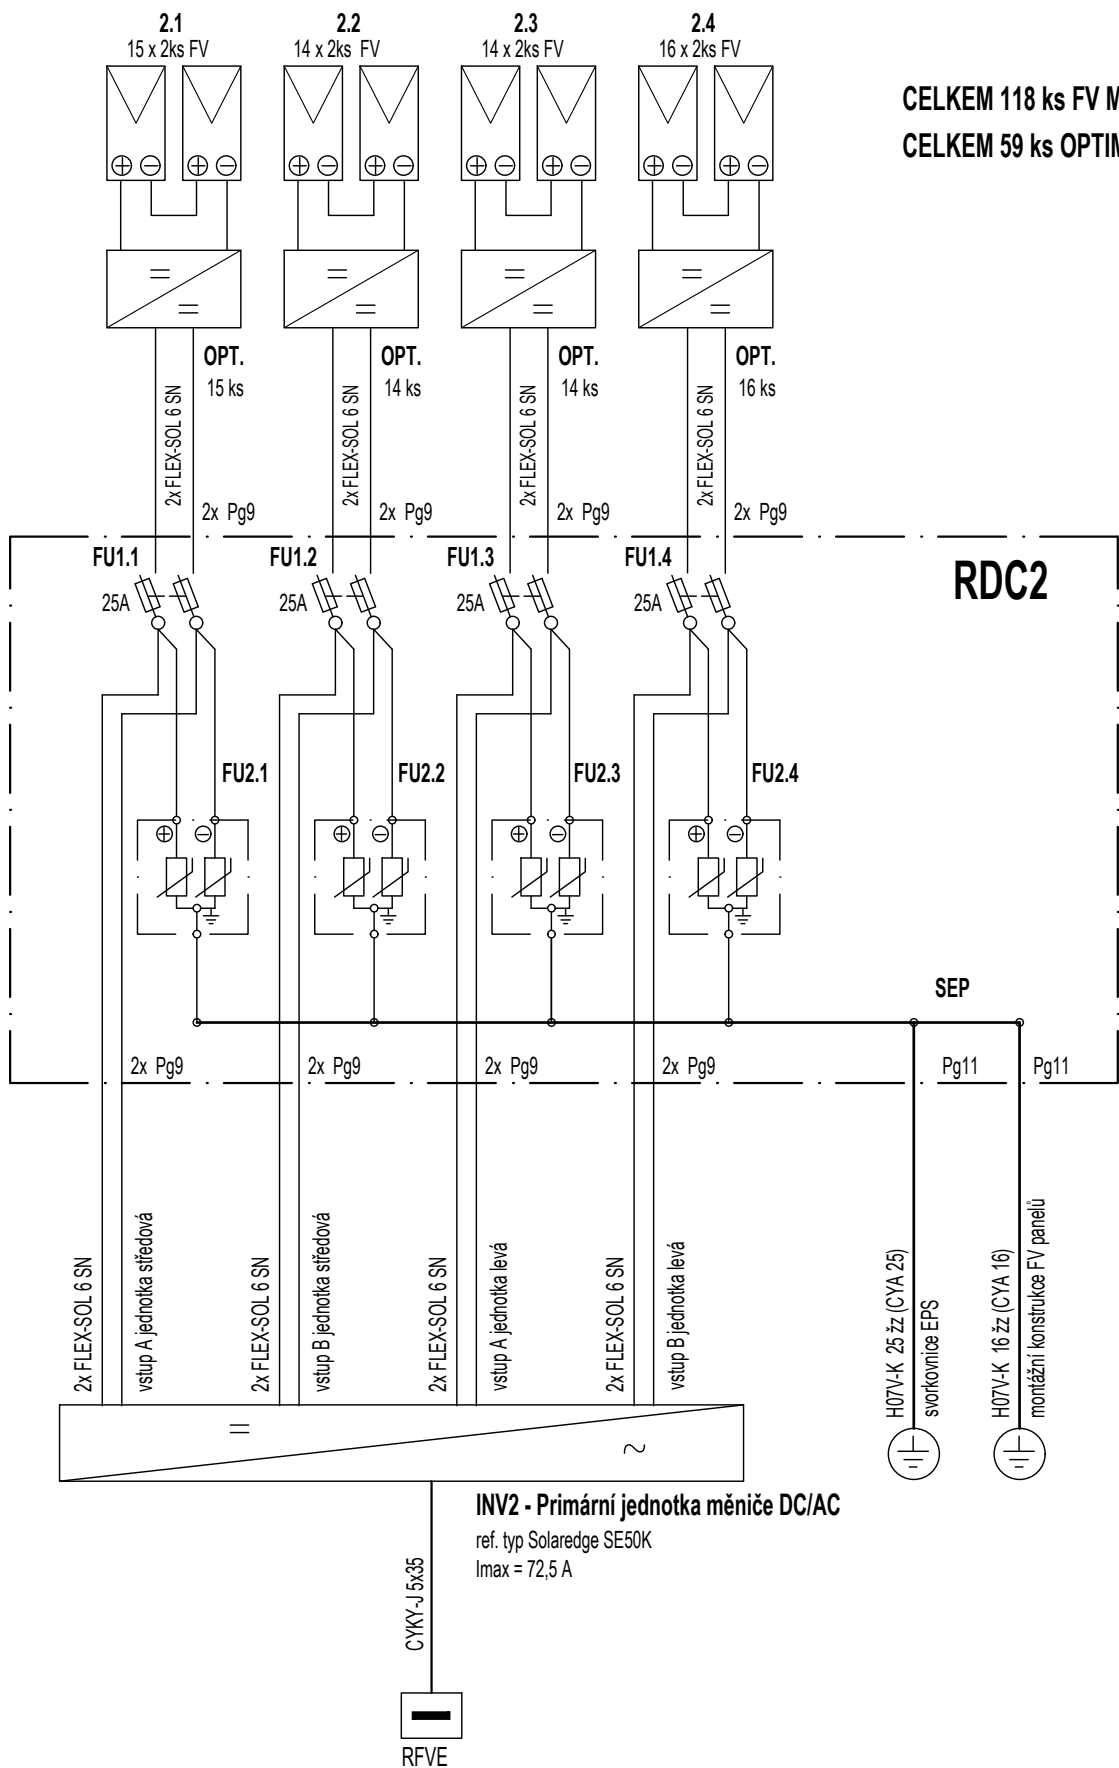 2.1
15 x 2ks FV
2.2
14 x 2ks FV
2.3
14 x 2ks FV
2.4
16 x 2ks FV
CELKEM 118 ks FV M
CELKEM 59 ks OPTIM
OPT.
15 ks
OPT.
14 ks
OPT.
14 ks
OPT.
16 ks
2x FLEX-SOL 6 SN
2x FLEX-SOL 6 SN
2x FLEX-SOL 6 SN
2x FLEX-SOL 6 SN
2x Pg9
2x Pg9
2x Pg9
2x Pg9
FU1.1
25A
FU1.2
25A
FU1.3
25A
FU1.4
25A
RDC2
FU2.1
FU2.2
FU2.3
FU2.4
SEP
2x Pg9
2x Pg9
2x Pg9
2x Pg9
Pg11
Pg11
2x FLEX-SOL 6 SN
vstup A jednotka středová
2x FLEX-SOL 6 SN
vstup B jednotka středová
2x FLEX-SOL 6 SN
vstup A jednotka levá
2x FLEX-SOL 6 SN
vstup B jednotka levá
H07V-K 25 žz (CYA 25)
svorkovnice EPS
H07V-K 16 žz (CYA 16)
montážní konstrukce FV panelů
INV2 - Primární jednotka měniče DC/AC
ref. typ Solaredge SE50K
Imax = 72,5 A
CYKY-J 5x35
RFVE